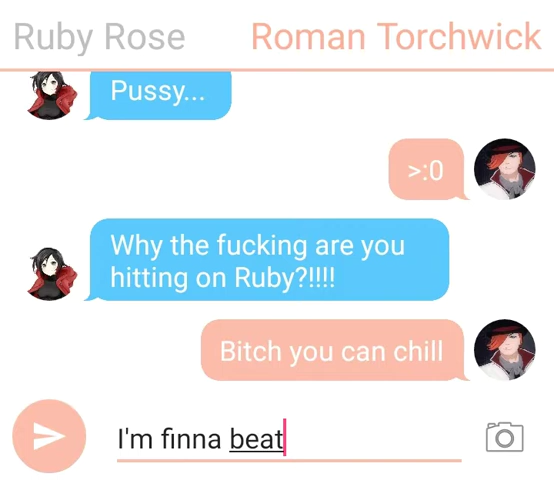 Ruby Rose Roman Torchwick
Pussy...
>:0
Why the fucking are you
hitting on Ruby?!!!!
Bitch you can chill
I'm finna beat